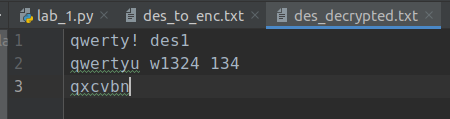 lab_1.py des_to_enc.txt des_decrypted.txt
1 qwerty! des1
2 qwertyu w1324 134
3 qxcvbn